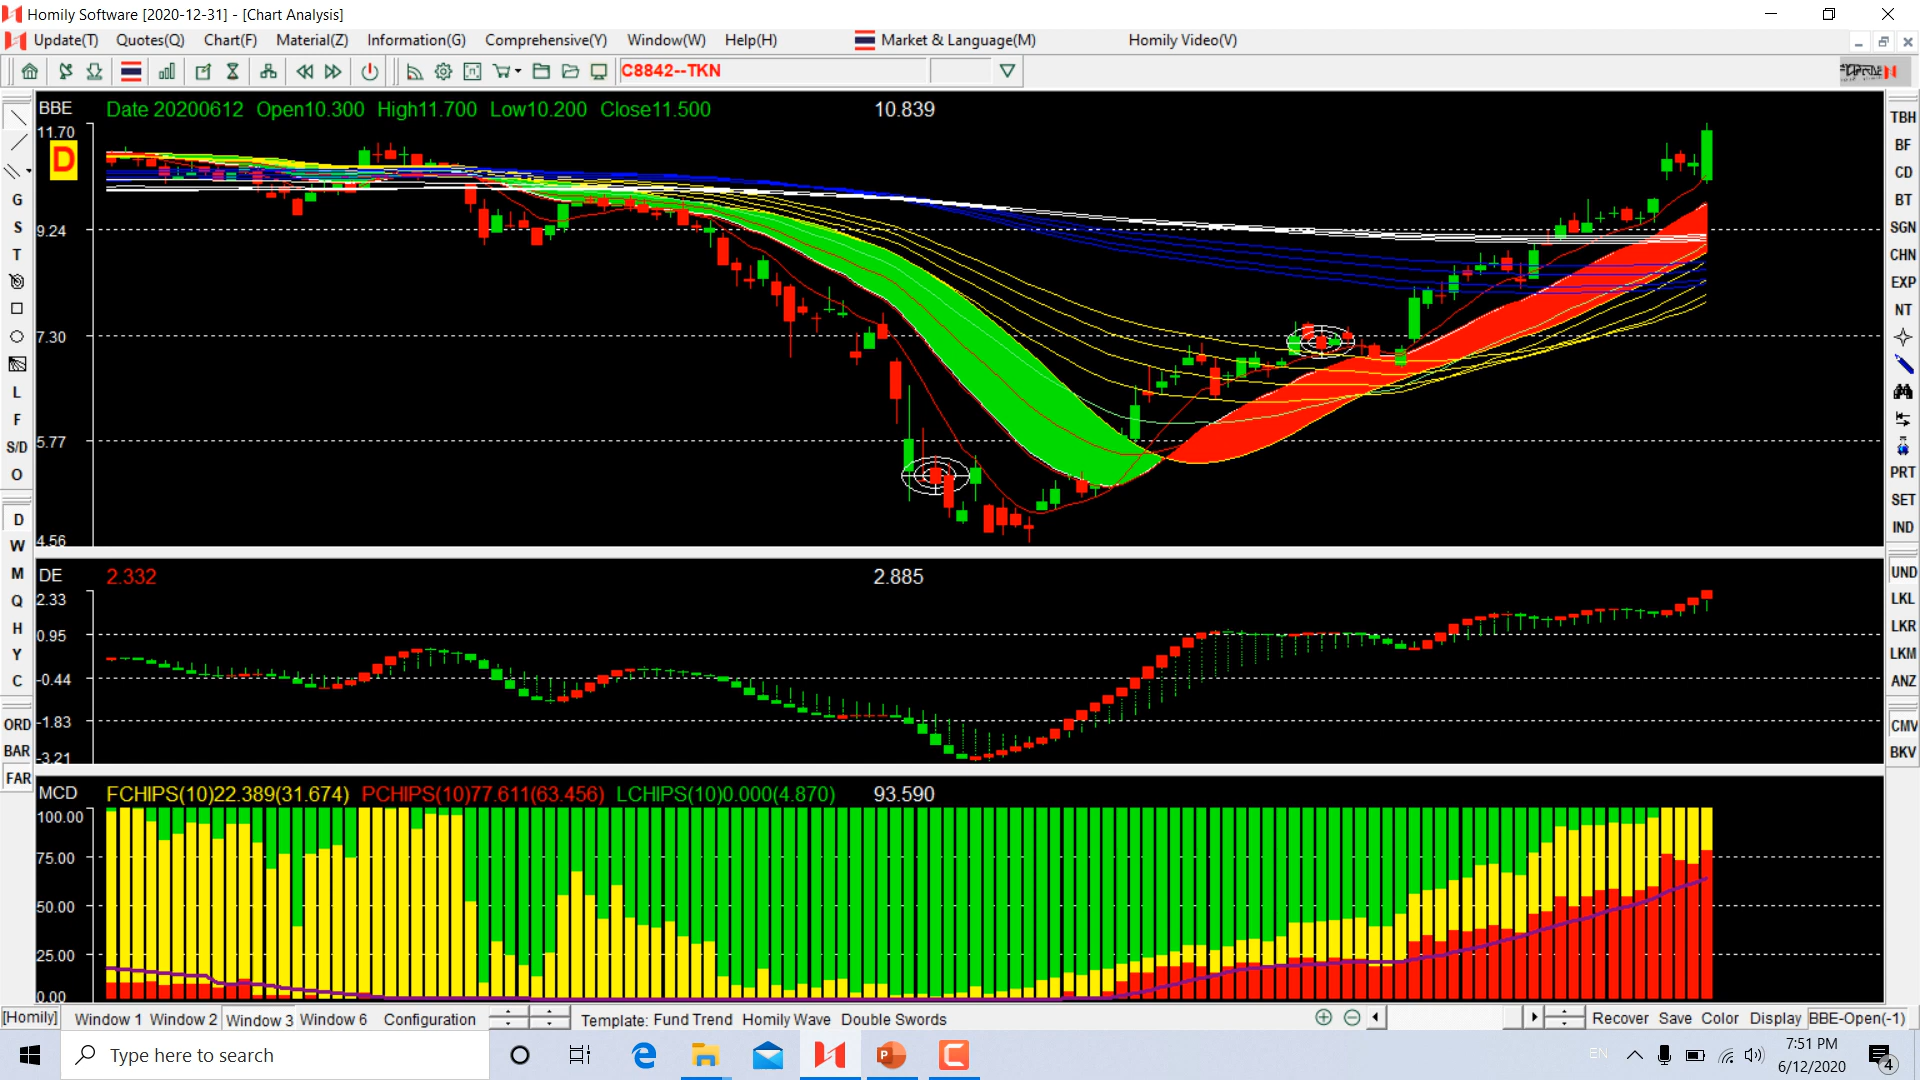 Homily Software [2020-12-31] - [Chart Analysis]
Update(T) Quotes(Q) Chart(F) Material(Z) Information(G) Comprehensive(Y) Window(W) Help(H) Market & Language(M) Homily Video(V)
C8842--TKN
BBE Date 20200612 Open10.300 High11.700 Low10.200 Close11.500 10.839
11.70
D
9.24
7.30
5.77
4.56
DE 2.332 2.885
2.33
0.95
-0.44
-1.83
-3.21
MCD FCHIPS(10)22.389(31.674) PCHIPS(10)77.611(63.456) LCHIPS(10)0.000(4.870) 93.590
100.00
75.00
50.00
25.00
0.00
G
S
T
L
F
S/D
O
D
W
M
Q
H
Y
C
ORD
BAR
FAR
TBH
BF
CD
BT
SGN
CHN
EXP
NT
PRT
SET
IND
UND
LKL
LKR
LKM
ANZ
CMV
BKV
[Homily] Window 1 Window 2 Window 3 Window 6 Configuration Template: Fund Trend Homily Wave Double Swords Recover Save Color Display BBE-Open(-1)
Type here to search
EN
7:51 PM
6/12/2020
4